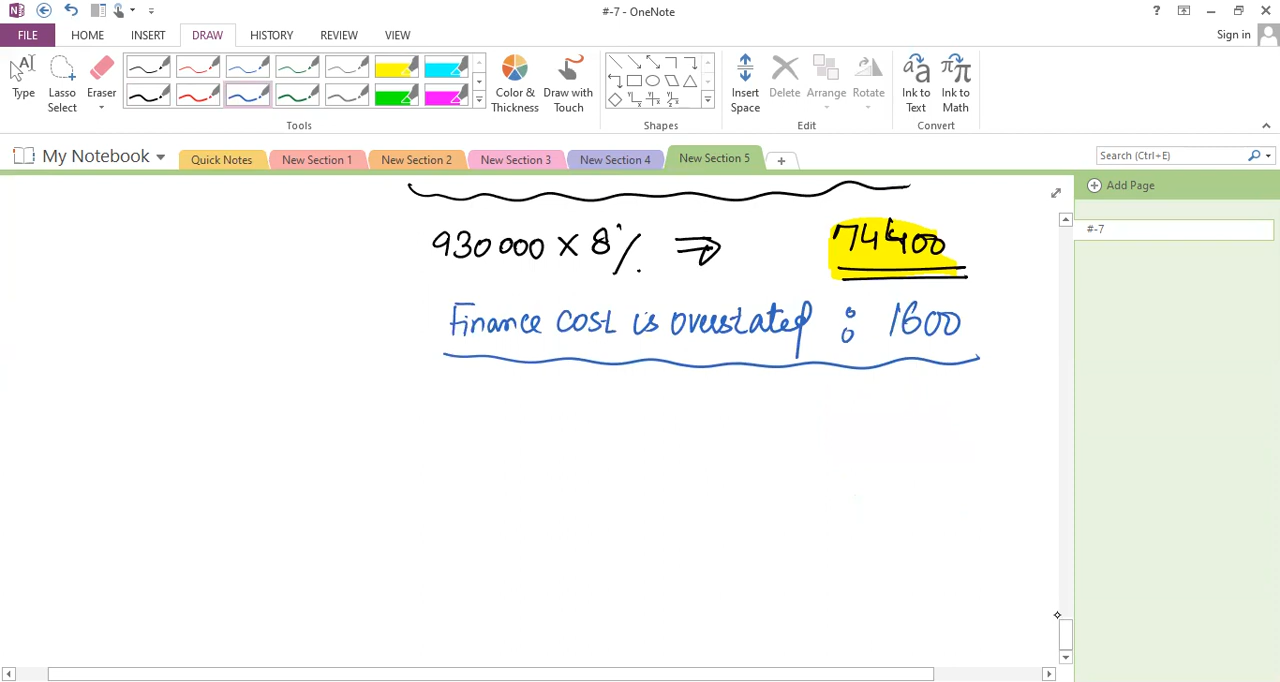 #-7 - OneNote
FILE HOME INSERT DRAW HISTORY REVIEW VIEW
Sign in
Type
Lasso Select
Eraser
Color & Thickness
Draw with Touch
Insert Space
Delete
Arrange
Rotate
Ink to Text
Ink to Math
Tools
Shapes
Edit
Convert
My Notebook
Quick Notes
New Section 1
New Section 2
New Section 3
New Section 4
New Section 5
Search (Ctrl+E)
Add Page
#-7
930000 × 8% ⇒ 74400
Finance cost is overstated : 1600